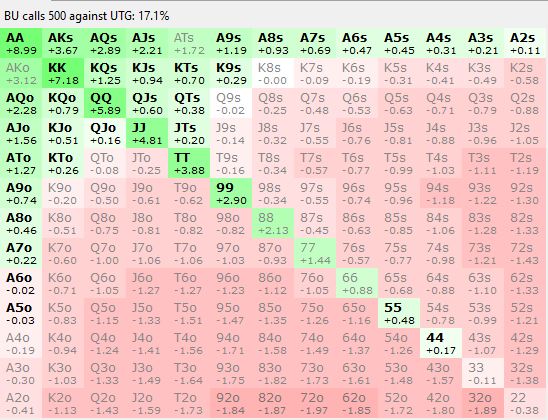 BU calls 500 against UTG: 17.1%
AA AKs AQs AJs ATs A9s A8s A7s A6s A5s A4s A3s A2s
+8.99 +3.67 +2.89 +2.21 +1.72 +1.19 +0.93 +0.69 +0.47 +0.45 +0.31 +0.21 +0.11
AKo KK KQs KJs KTs K9s K8s K7s K6s K5s K4s K3s K2s
+3.12 +7.18 +1.25 +0.94 +0.70 +0.29 -0.00 -0.09 -0.19 -0.31 -0.41 -0.49 -0.58
AQo KQo QQ QJs QTs Q9s Q8s Q7s Q6s Q5s Q4s Q3s Q2s
+2.28 +0.79 +5.89 +0.60 +0.38 -0.02 -0.25 -0.48 -0.53 -0.63 -0.71 -0.79 -0.88
AJo KJo QJo JJ JTs J9s J8s J7s J6s J5s J4s J3s J2s
+1.56 +0.51 +0.16 +4.81 +0.20 -0.14 -0.32 -0.55 -0.76 -0.81 -0.88 -0.96 -1.05
ATo KTo QTo JTo TT T9s T8s T7s T6s T5s T4s T3s T2s
+1.27 +0.26 -0.08 -0.25 +3.88 -0.16 -0.34 -0.57 -0.77 -0.99 -1.03 -1.11 -1.19
A9o K9o Q9o J9o T9o 99 98s 97s 96s 95s 94s 93s 92s
+0.74 -0.20 -0.50 -0.61 -0.62 +2.90 -0.34 -0.55 -0.74 -0.96 -1.18 -1.22 -1.30
A8o K8o Q8o J8o T8o 98o 88 87s 86s 85s 84s 83s 82s
+0.46 -0.51 -0.75 -0.81 -0.82 -0.82 +2.13 -0.45 -0.63 -0.85 -1.06 -1.28 -1.33
A7o K7o Q7o J7o T7o 97o 87o 77 76s 75s 74s 73s 72s
+0.22 -0.60 -1.00 -1.06 -1.06 -1.03 -0.93 +1.44 -0.57 -0.77 -0.98 -1.21 -1.43
A6o K6o Q6o J6o T6o 96o 86o 76o 66 65s 64s 63s 62s
-0.02 -0.71 -1.05 -1.27 -1.27 -1.23 -1.12 -1.05 +0.88 -0.68 -0.88 -1.10 -1.33
A5o K5o Q5o J5o T5o 95o 85o 75o 65o 55 54s 53s 52s
-0.03 -0.83 -1.15 -1.33 -1.51 -1.47 -1.35 -1.26 -1.16 +0.48 -0.78 -0.99 -1.21
A4o K4o Q4o J4o T4o 94o 84o 74o 64o 54o 44 43s 42s
-0.19 -0.94 -1.24 -1.41 -1.56 -1.71 -1.58 -1.49 -1.37 -1.26 +0.17 -1.07 -1.29
A3o K3o Q3o J3o T3o 93o 83o 73o 63o 53o 43o 33 32s
-0.30 -1.03 -1.33 -1.49 -1.64 -1.75 -1.81 -1.73 -1.61 -1.48 -1.57 -0.11 -1.38
A2o K2o Q2o J2o T2o 92o 82o 72o 62o 52o 42o 32o 22
-0.41 -1.13 -1.43 -1.59 -1.73 -1.84 -1.87 -1.97 -1.85 -1.72 -1.80 -1.89 -0.38